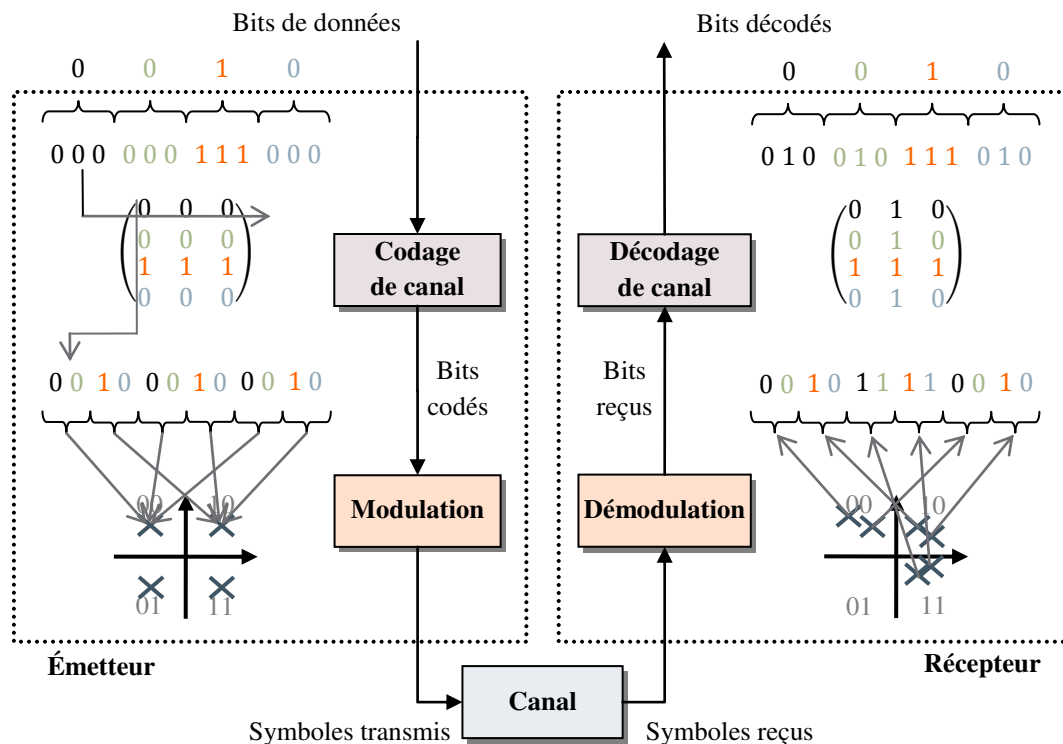 Bits de données
Bits décodés
0 0 1 0
0 0 1 0
0 0 0 0 0 0 1 1 1 0 0 0
0 1 0 0 1 0 1 1 1 0 1 0
0 0 0
0 0 0
1 1 1
0 0 0
Codage
de canal
Décodage
de canal
0 1 0
0 1 0
1 1 1
0 1 0
Bits
codés
Bits
reçus
0 0 1 0 0 0 1 0 0 0 1 0
0 0 1 0 1 1 1 1 0 0 1 0
00 10
01 11
Modulation
Démodulation
00 10
01 11
Émetteur
Récepteur
Canal
Symboles transmis
Symboles reçus